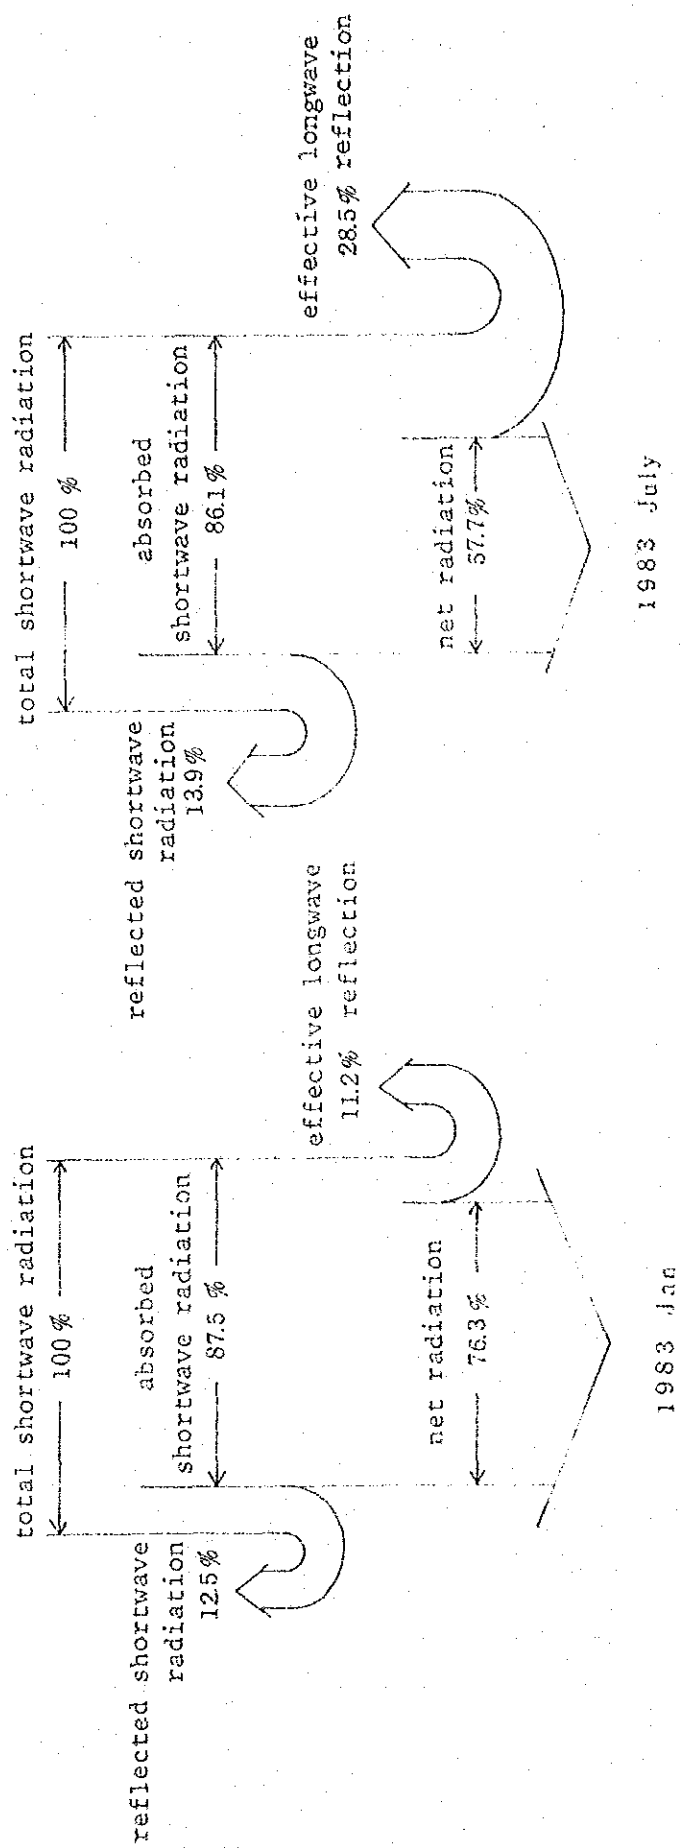 total shortwave radiation
100%
reflected shortwave
radiation
12.5%
absorbed
shortwave radiation
87.5 %
effective longwave
11.2% reflection
net radiation
76.3%
1983 Jan
total shortwave radiation
100 %
reflected shortwave
radiation
13.9%
absorbed
shortwave radiation
86.1%
effective longwave
28.5% reflection
net radiation
57.7%
1983 July